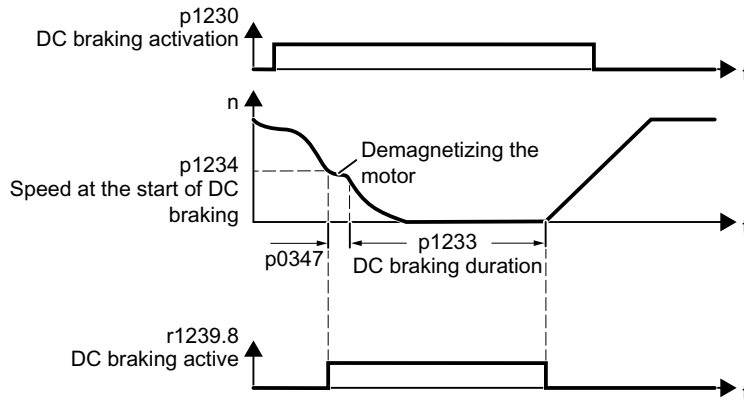 p1230
DC braking activation
t
n
p1234
Speed at the start of DC
braking
Demagnetizing the
motor
t
p0347
p1233
DC braking duration
r1239.8
DC braking active
t